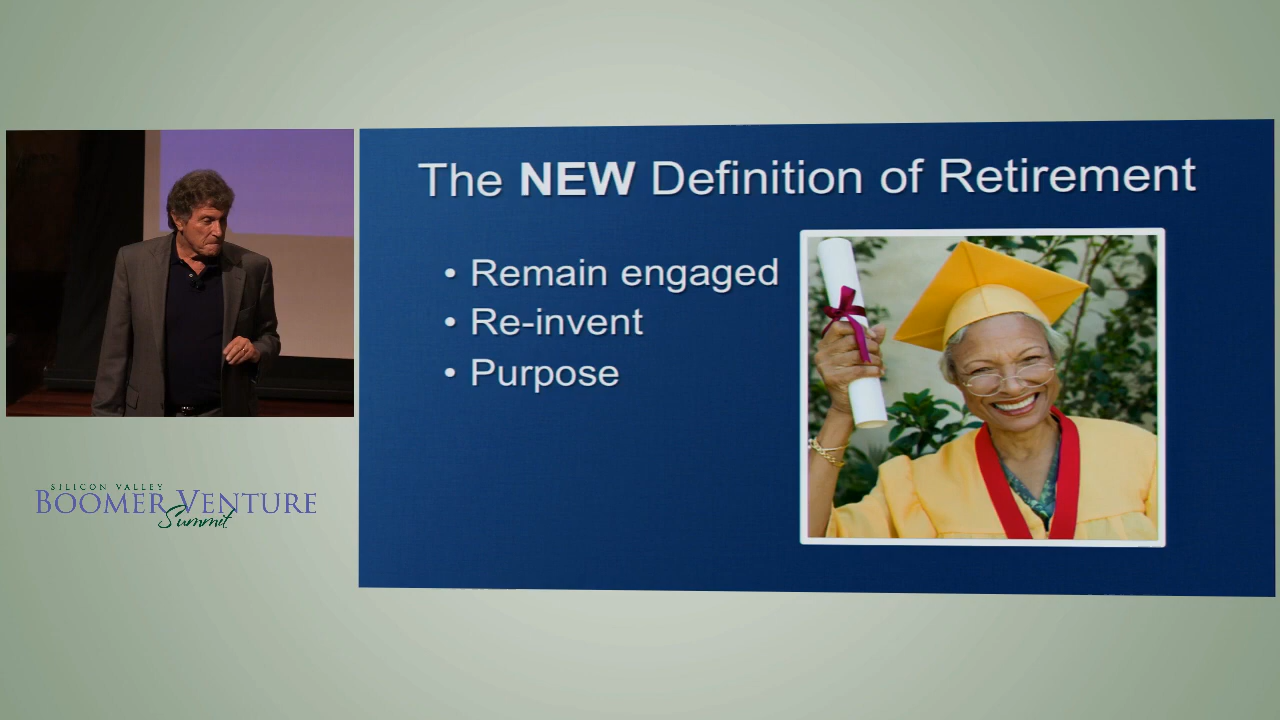 The NEW Definition of Retirement
• Remain engaged
• Re-invent
• Purpose
SILICON VALLEY
BOOMER VENTURE
Summit